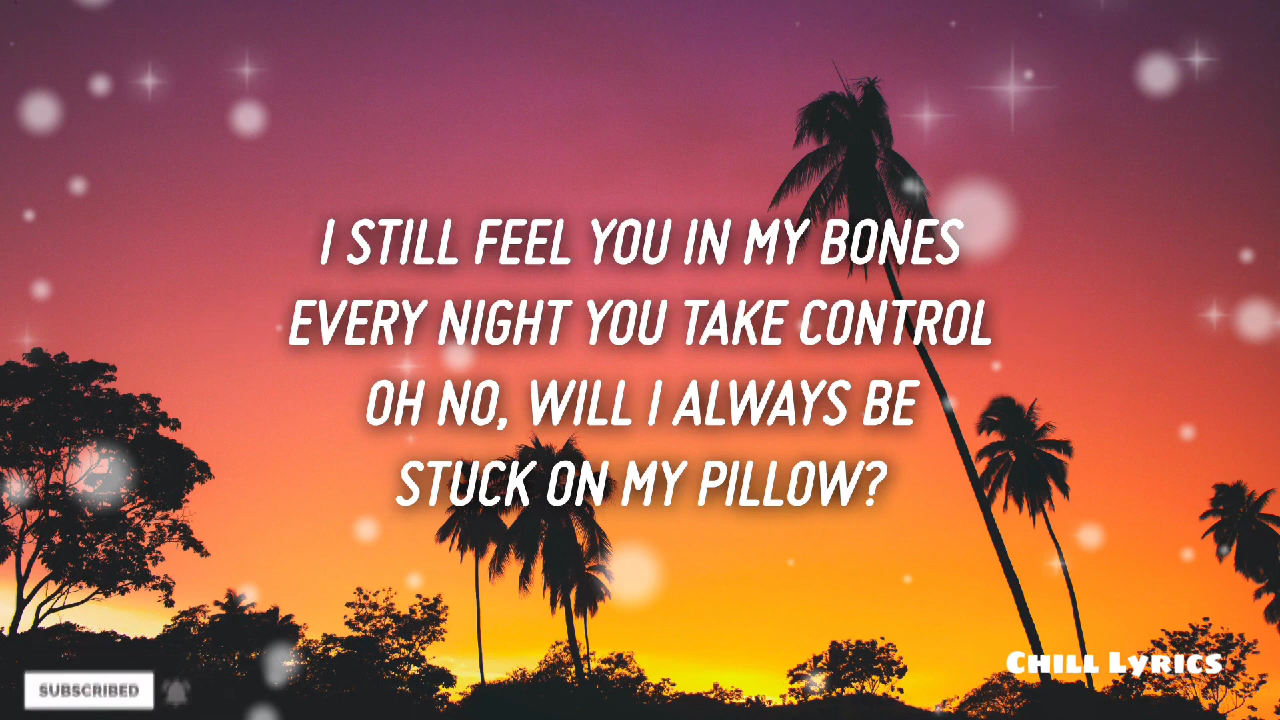 I STILL FEEL YOU IN MY BONES
EVERY NIGHT YOU TAKE CONTROL
OH NO, WILL I ALWAYS BE
STUCK ON MY PILLOW?
CHILL LYRICS
SUBSCRIBED